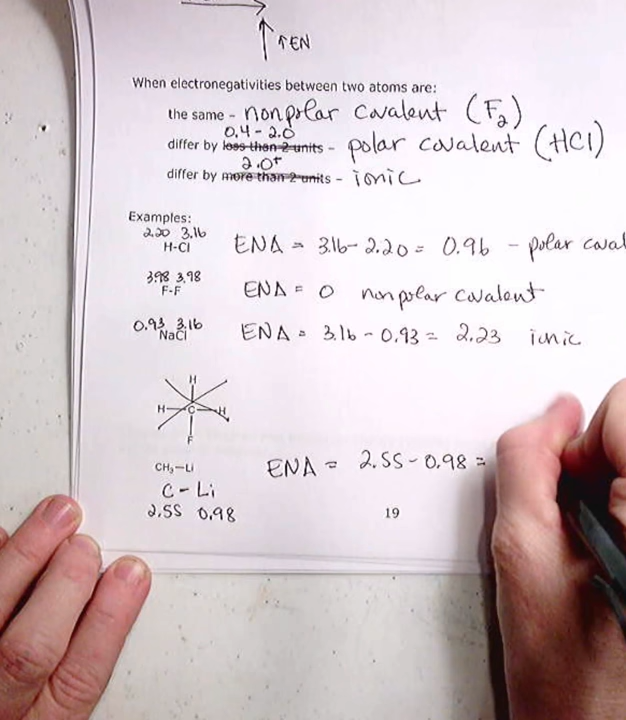 ↑EN
When electronegativities between two atoms are:
the same - nonpolar covalent (F₂)
0.4 - 2.0
differ by less than 2 units - polar covalent (HCl)
2.0+
differ by more than 2 units - ionic
Examples:
2.20 3.16
H-Cl ENΔ = 3.16 - 2.20 = 0.96 - polar coval
3.98 3.98
F-F ENΔ = 0 nonpolar covalent
0.93 3.16
NaCl ENΔ = 3.16 - 0.93 = 2.23 ionic
H
H-C-H
F
CH₃-Li ENΔ = 2.55 - 0.98 =
C - Li
2.55 0.98
19